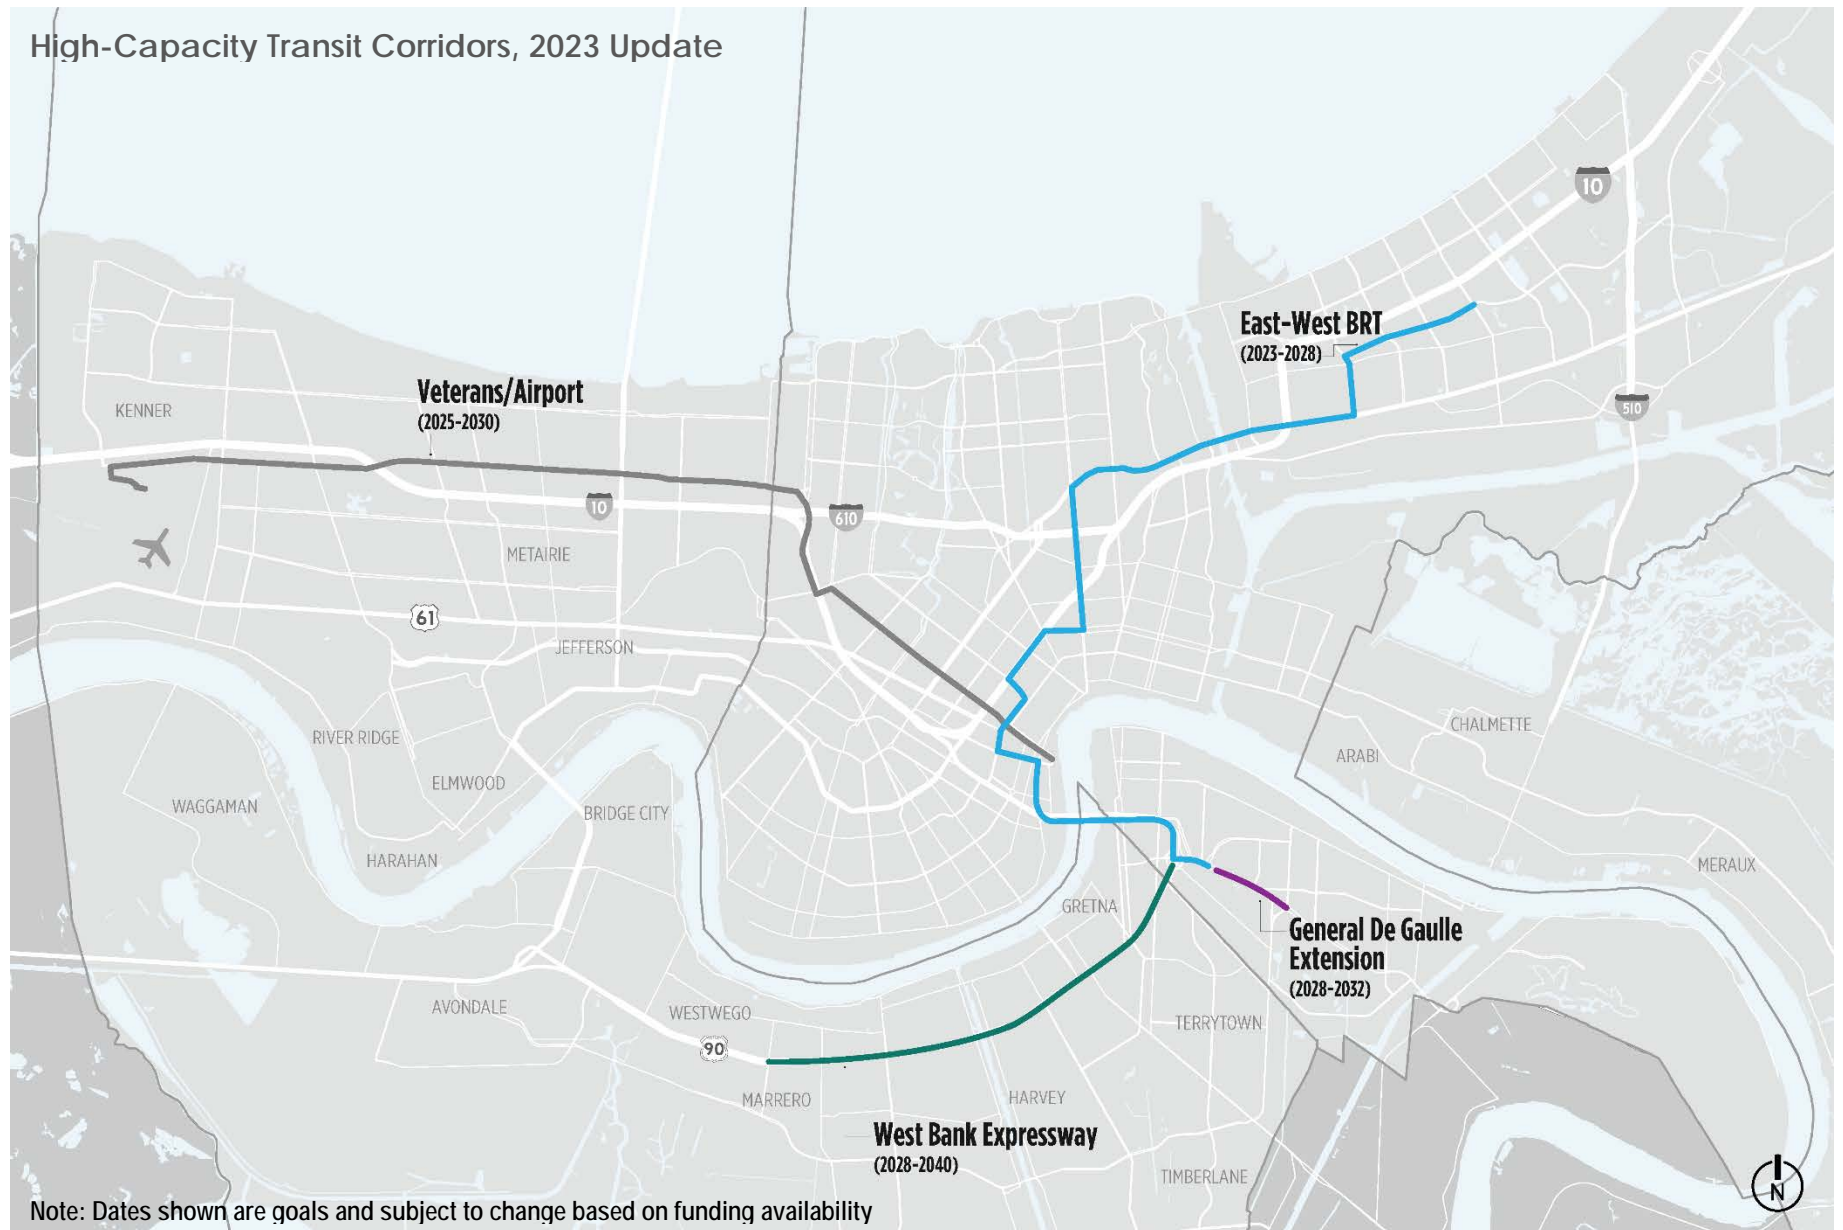 High-Capacity Transit Corridors, 2023 Update
10
East-West BRT
(2023-2028)
Veterans/Airport
(2025-2030)
KENNER
510
10
610
METAIRIE
61
JEFFERSON
CHALMETTE
RIVER RIDGE
ARABI
ELMWOOD
WAGGAMAN
BRIDGE CITY
HARAHAN
MERAUX
GRETNA
General De Gaulle
Extension
(2028-2032)
AVONDALE
WESTWEGO
TERRYTOWN
90
MARRERO
HARVEY
West Bank Expressway
(2028-2040)
TIMBERLANE
N
Note: Dates shown are goals and subject to change based on funding availability